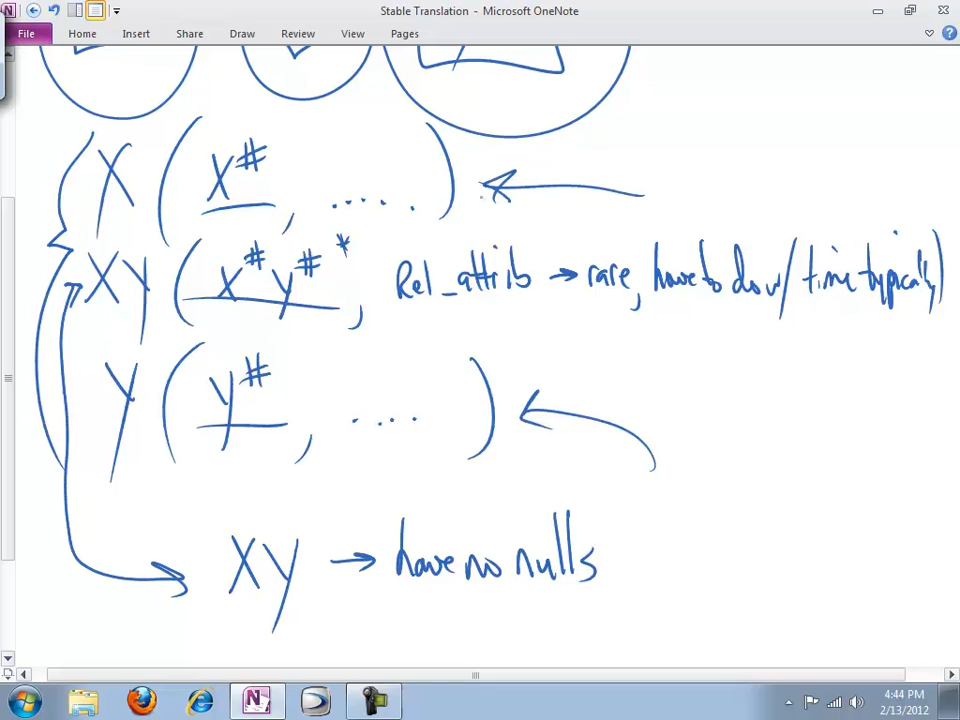 Stable Translation - Microsoft OneNote
File Home Insert Share Draw Review View Pages
X ( X#, ..... )
XY ( X# Y# *, Rel_attrib → rare, have to do w/ time typically )
Y ( Y#, .... )
XY → have no nulls
4:44 PM
2/13/2012